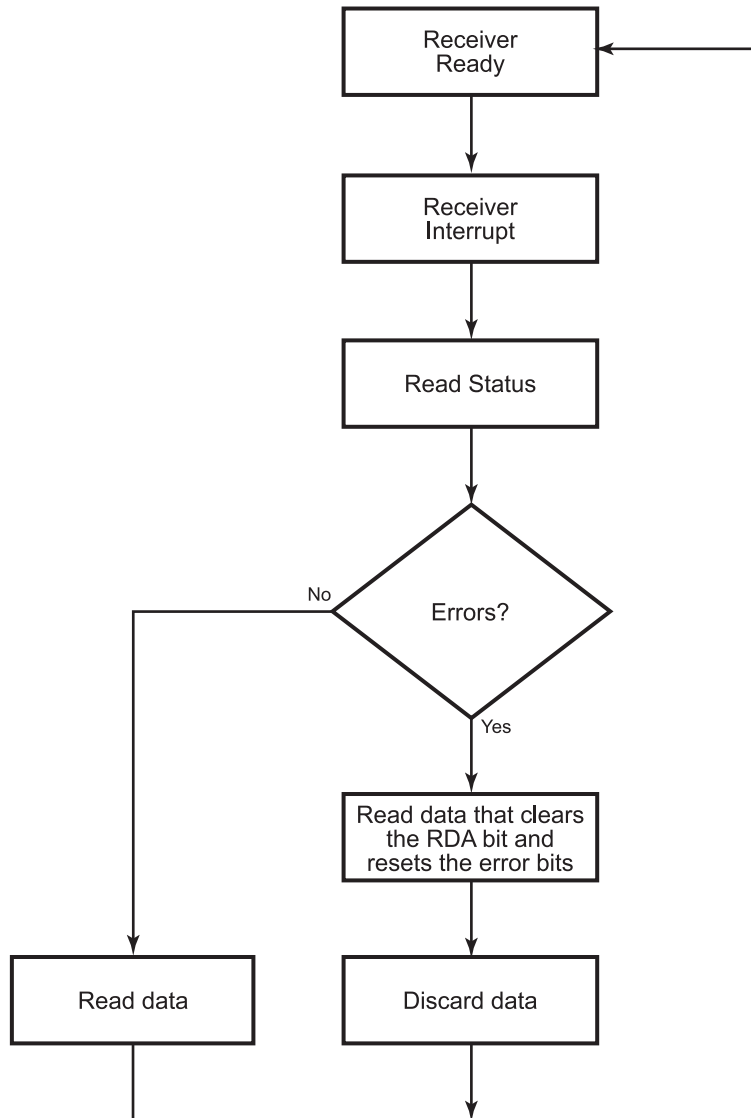 Receiver
Ready
Receiver
Interrupt
Read Status
No
Errors?
Yes
Read data that clears
the RDA bit and
resets the error bits
Read data
Discard data